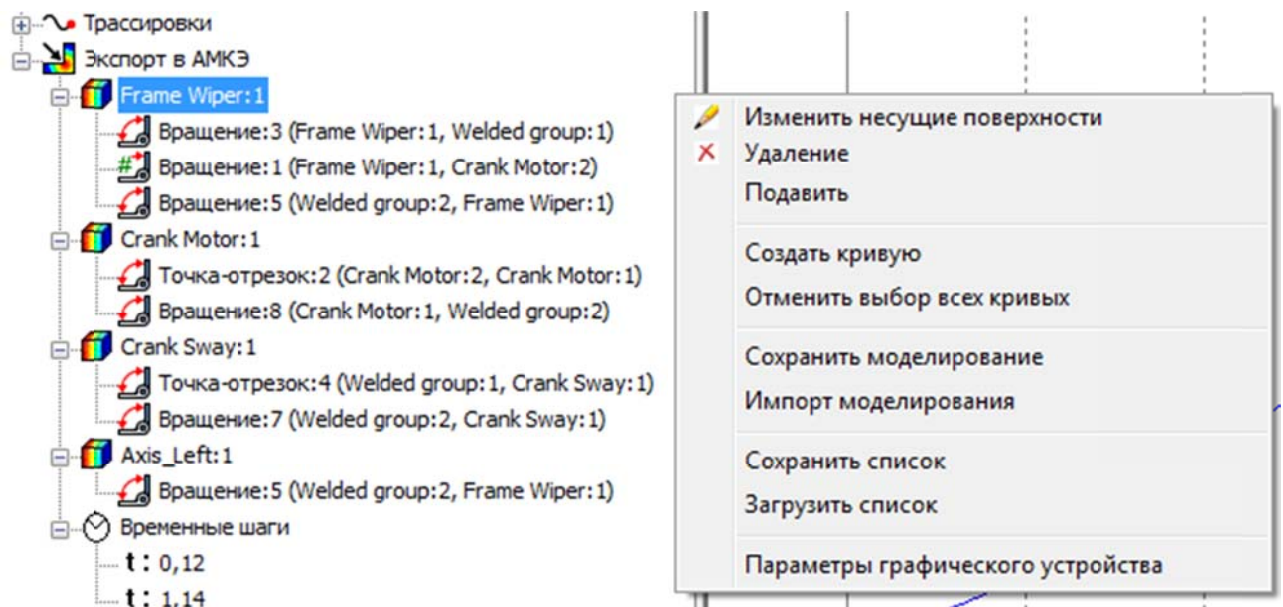 Трассировки
Экспорт в АМКЭ
Frame Wiper:1
Вращение:3 (Frame Wiper:1, Welded group:1)
Вращение:1 (Frame Wiper:1, Crank Motor:2)
Вращение:5 (Welded group:2, Frame Wiper:1)
Crank Motor:1
Точка-отрезок:2 (Crank Motor:2, Crank Motor:1)
Вращение:8 (Crank Motor:1, Welded group:2)
Crank Sway:1
Точка-отрезок:4 (Welded group:1, Crank Sway:1)
Вращение:7 (Welded group:2, Crank Sway:1)
Axis_Left:1
Вращение:5 (Welded group:2, Frame Wiper:1)
Временные шаги
t : 0,12
t : 1,14
Изменить несущие поверхности
Удаление
Подавить
Создать кривую
Отменить выбор всех кривых
Сохранить моделирование
Импорт моделирования
Сохранить список
Загрузить список
Параметры графического устройства